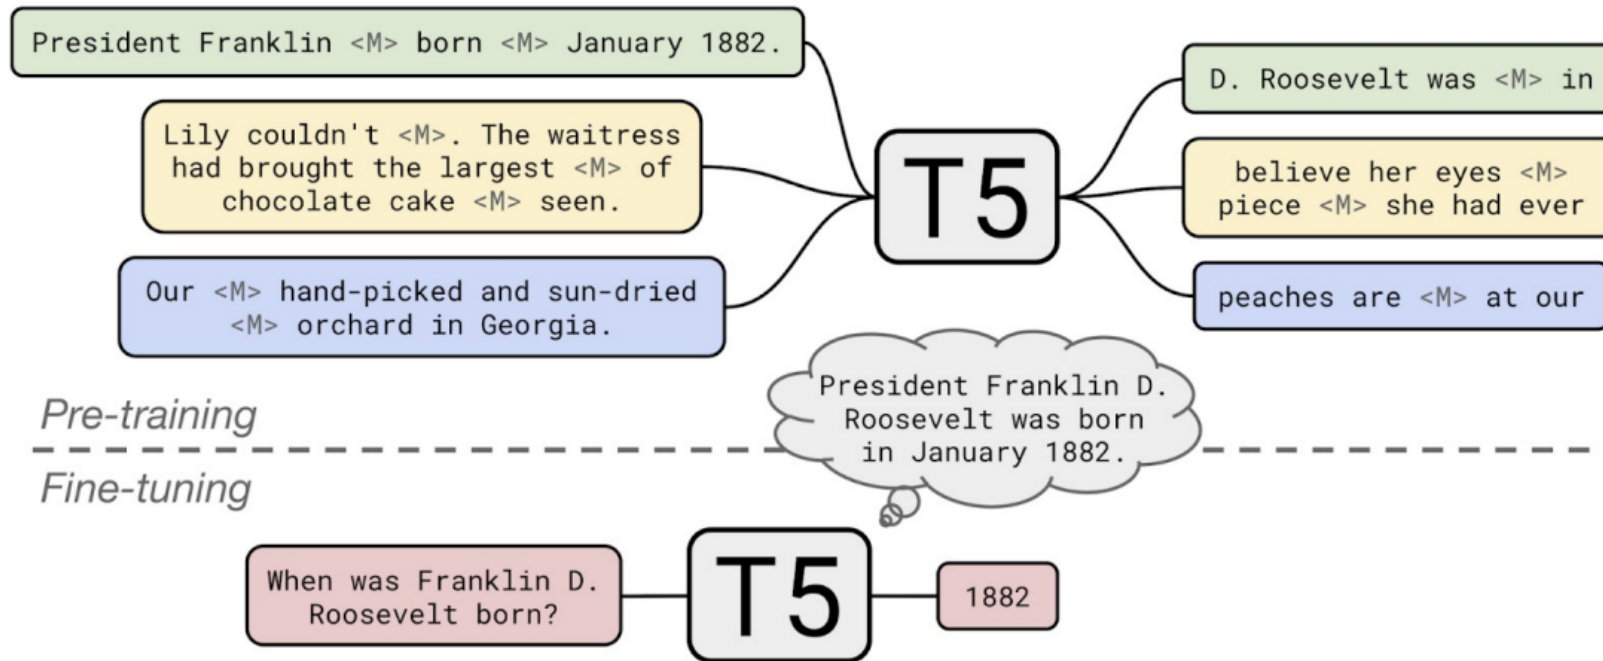 President Franklin <M> born <M> January 1882.
Lily couldn't <M>. The waitress
had brought the largest <M> of
chocolate cake <M> seen.
Our <M> hand-picked and sun-dried
<M> orchard in Georgia.
T5
D. Roosevelt was <M> in
believe her eyes <M>
piece <M> she had ever
peaches are <M> at our
Pre-training
President Franklin D.
Roosevelt was born
in January 1882.
Fine-tuning
When was Franklin D.
Roosevelt born?
T5
1882